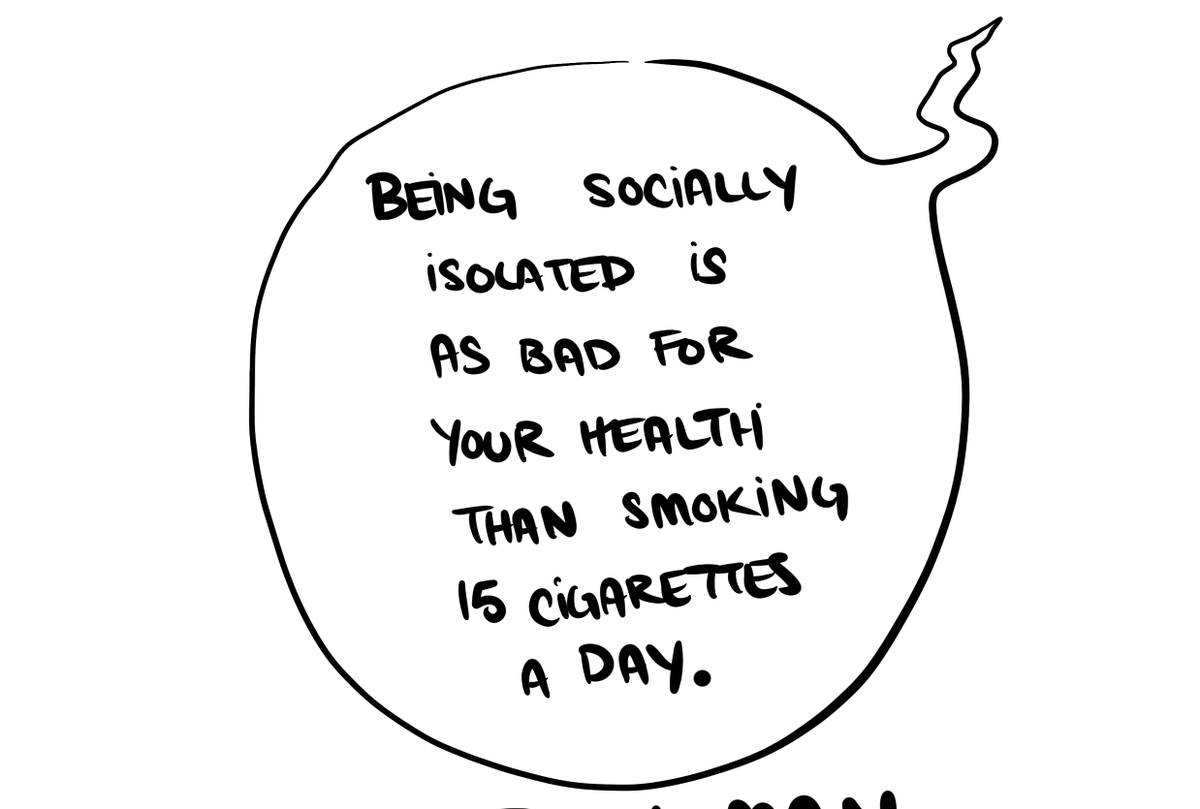 BEING SOCIALLY
ISOLATED IS
AS BAD FOR
YOUR HEALTH
THAN SMOKING
15 CIGARETTES
A DAY.